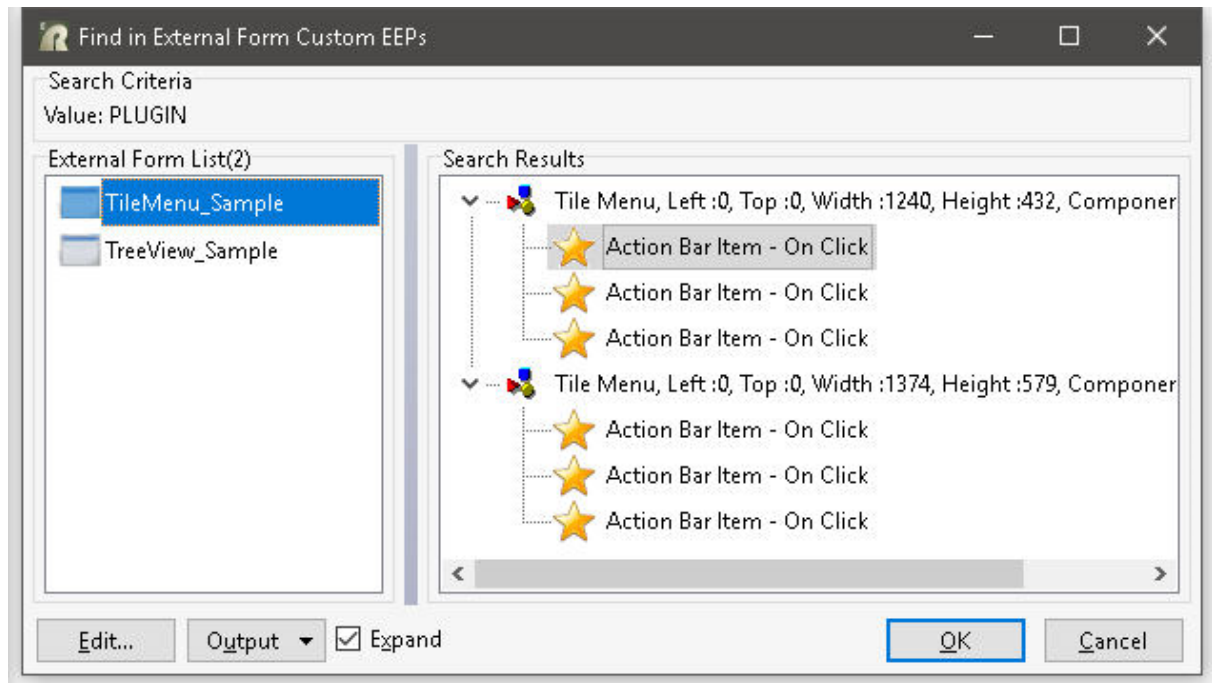 Find in External Form Custom EEPs
Search Criteria
Value: PLUGIN
External Form List(2)
TileMenu_Sample
TreeView_Sample
Search Results
Tile Menu, Left :0, Top :0, Width :1240, Height :432, Componer
Action Bar Item - On Click
Action Bar Item - On Click
Action Bar Item - On Click
Tile Menu, Left :0, Top :0, Width :1374, Height :579, Componer
Action Bar Item - On Click
Action Bar Item - On Click
Action Bar Item - On Click
Edit... Output Expand OK Cancel